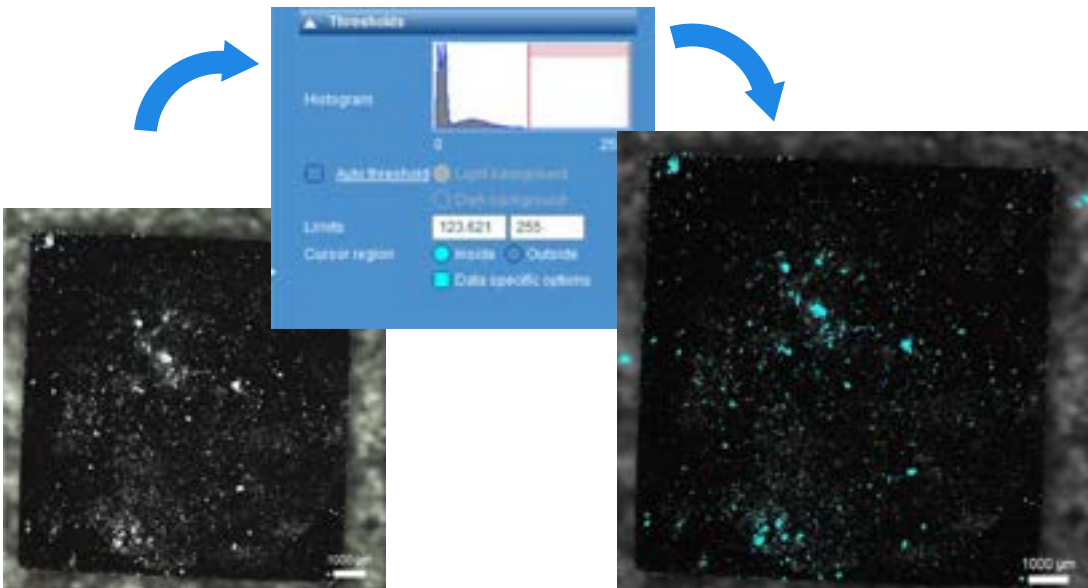 Thresholds
Histogram
0
25
Auto threshold
Light background
Dark background
Limits
123.621
255.
Cursor region
Inside
Outside
Data specific options
1000 µm
1000 µm